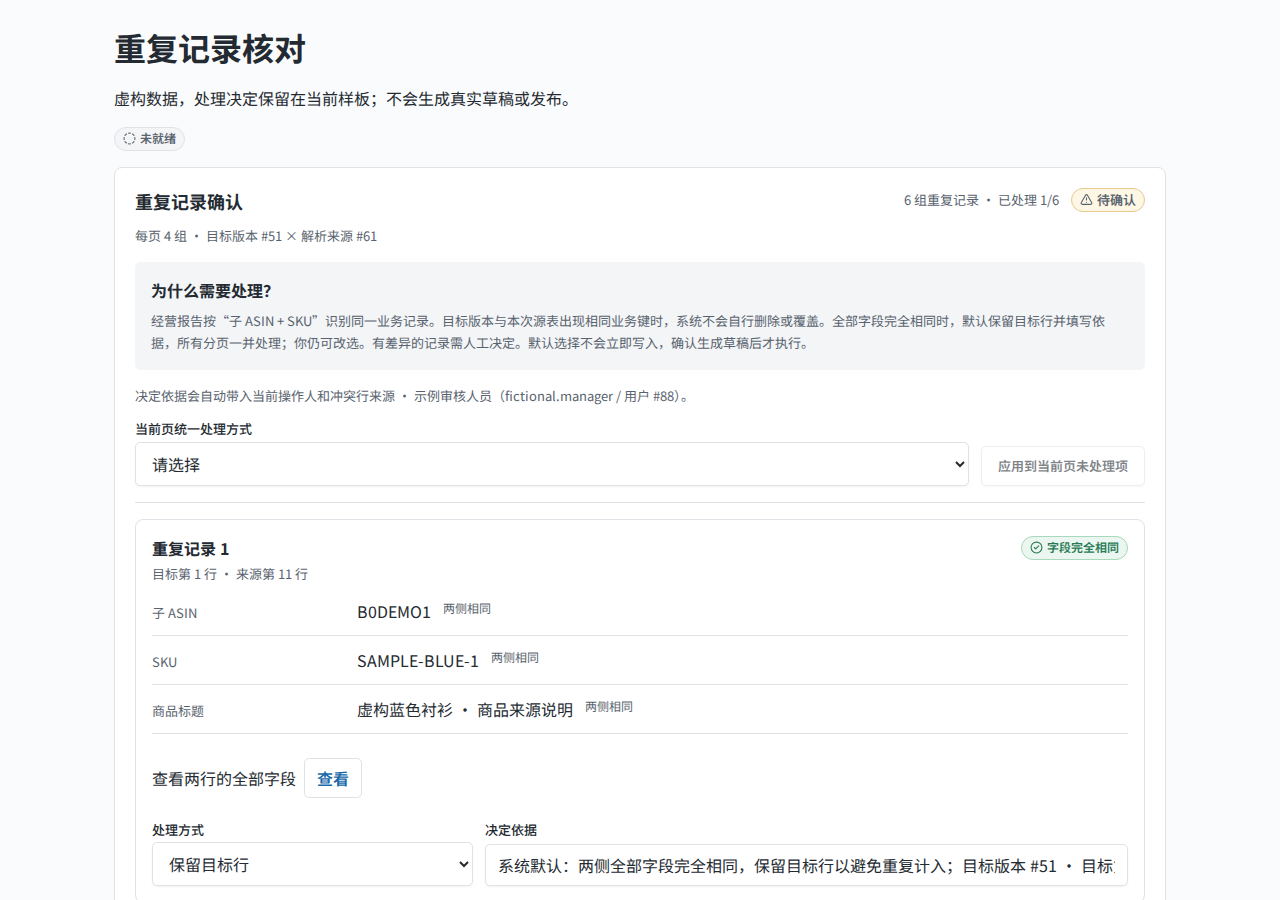 重复记录核对
虚构数据，处理决定保留在当前样板；不会生成真实草稿或发布。
未就绪
重复记录确认
6 组重复记录 · 已处理 1/6
待确认
每页 4 组 · 目标版本 #51 × 解析来源 #61
为什么需要处理？
经营报告按“子 ASIN + SKU”识别同一业务记录。目标版本与本次源表出现相同业务键时，系统不会自行删除或覆盖。全部字段完全相同时，默认保留目标行并填写依
据，所有分页一并处理；你仍可改选。有差异的记录需人工决定。默认选择不会立即写入，确认生成草稿后才执行。
决定依据会自动带入当前操作人和冲突行来源 · 示例审核人员（fictional.manager / 用户 #88）。
当前页统一处理方式
请选择
应用到当前页未处理项
重复记录 1
字段完全相同
目标第 1 行 · 来源第 11 行
子 ASIN
B0DEMO1 两侧相同
SKU
SAMPLE-BLUE-1 两侧相同
商品标题
虚构蓝色衬衫 · 商品来源说明 两侧相同
查看两行的全部字段 查看
处理方式
决定依据
保留目标行
系统默认：两侧全部字段完全相同，保留目标行以避免重复计入；目标版本 #51 · 目标